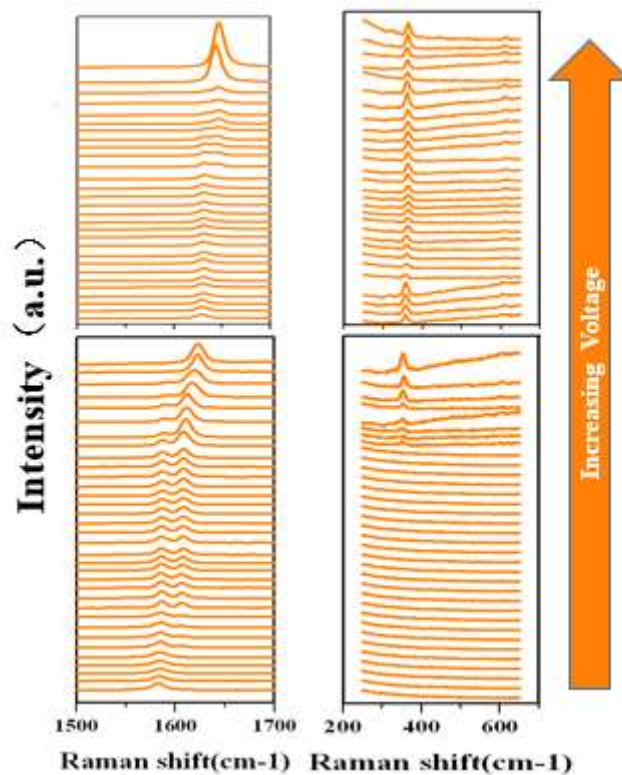 Intensity（a.u.）
Increasing Voltage
1500 1600 1700 200 400 600
Raman shift(cm-1) Raman shift(cm-1)